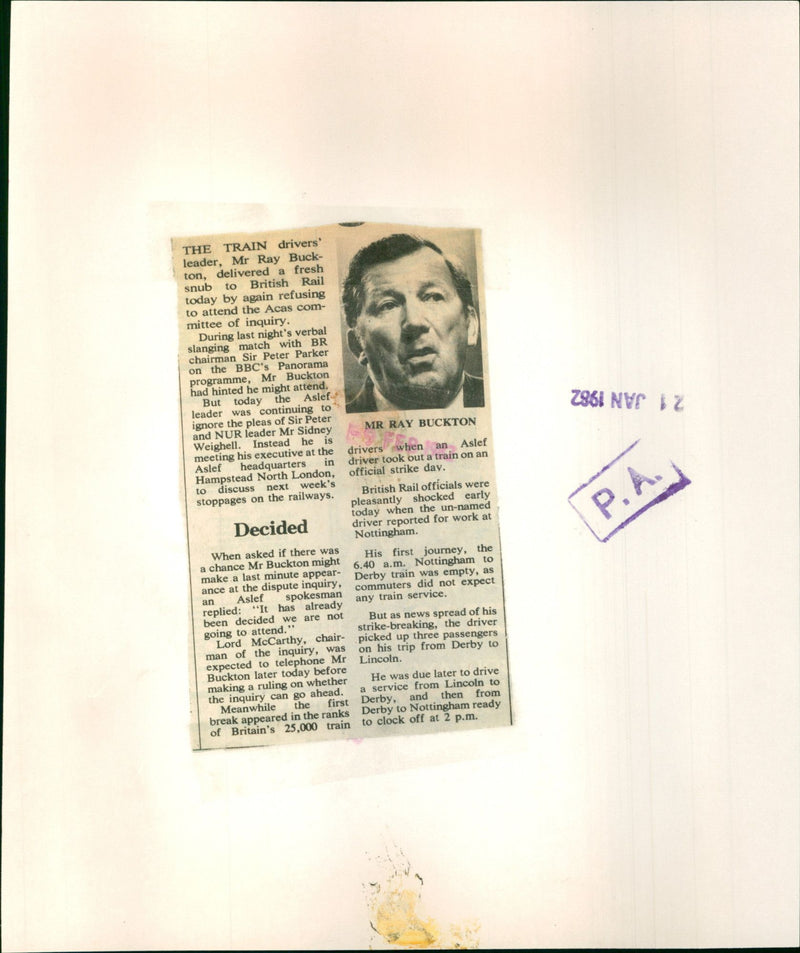 THE TRAIN drivers'
leader, Mr Ray Buck-
ton, delivered a fresh
snub to British Rail
today by again refusing
to attend the Acas com-
mittee of inquiry.
During last night's verbal
slanging match with BR
chairman Sir Peter Parker
on the BBC's Panorama
programme, Mr Buckton
had hinted he might attend.
But today the Aslef
leader was continuing to
ignore the pleas of Sir Peter
and NUR leader Mr Sidney
Weighell. Instead he is
meeting his executive at the
Aslef headquarters in
Hampstead North London,
to discuss next week's
stoppages on the railways.
Decided
When asked if there was
a chance Mr Buckton might
make a last minute appear-
ance at the dispute inquiry,
an Aslef spokesman
replied: "It has already
been decided we are not
going to attend."
Lord McCarthy, chair-
man of the inquiry, was
expected to telephone Mr
Buckton later today before
making a ruling on whether
the inquiry can go ahead.
Meanwhile the first
break appeared in the ranks
of Britain's 25,000 train
MR RAY BUCKTON
drivers when an Aslef
driver took out a train on an
official strike day.
British Rail officials were
pleasantly shocked early
today when the un-named
driver reported for work at
Nottingham.
His first journey, the
6.40 a.m. Nottingham to
Derby train was empty, as
commuters did not expect
any train service.
But as news spread of his
strike-breaking, the driver
picked up three passengers
on his trip from Derby to
Lincoln.
He was due later to drive
a service from Lincoln to
Derby, and then from
Derby to Nottingham ready
to clock off at 2 p.m.
21 JAN 1982
P.A.